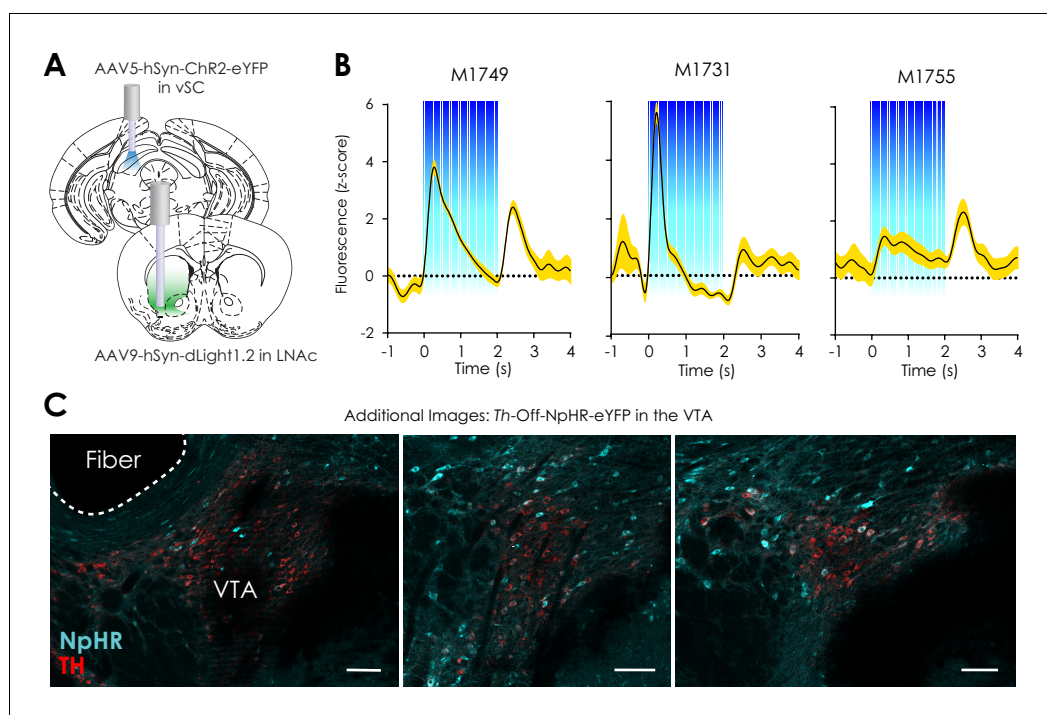 A
AAV5-hSyn-ChR2-eYFP
in vSC
AAV9-hSyn-dLight1.2 in LNAc
B
M1749
M1731
M1755
Fluorescence (z-score)
6
4
2
0
-2
-1 0 1 2 3 4
Time (s)
-1 0 1 2 3 4
Time (s)
-1 0 1 2 3 4
Time (s)
C
Additional Images: Th-Off-NpHR-eYFP in the VTA
Fiber
VTA
NpHR
TH